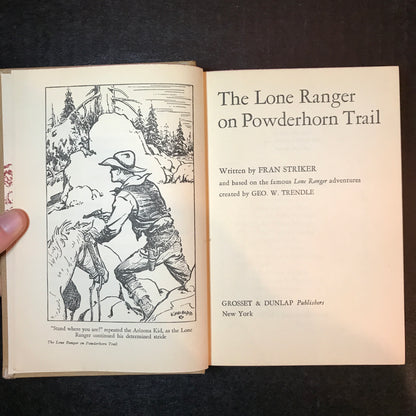 "Stand where you are!" repeated the Arizona Kid, as the Lone
Ranger continued his determined stride
The Lone Ranger on Powderhorn Trail
The Lone Ranger
on Powderhorn Trail
Written by FRAN STRIKER
and based on the famous Lone Ranger adventures
created by GEO. W. TRENDLE
GROSSET & DUNLAP Publishers
New York